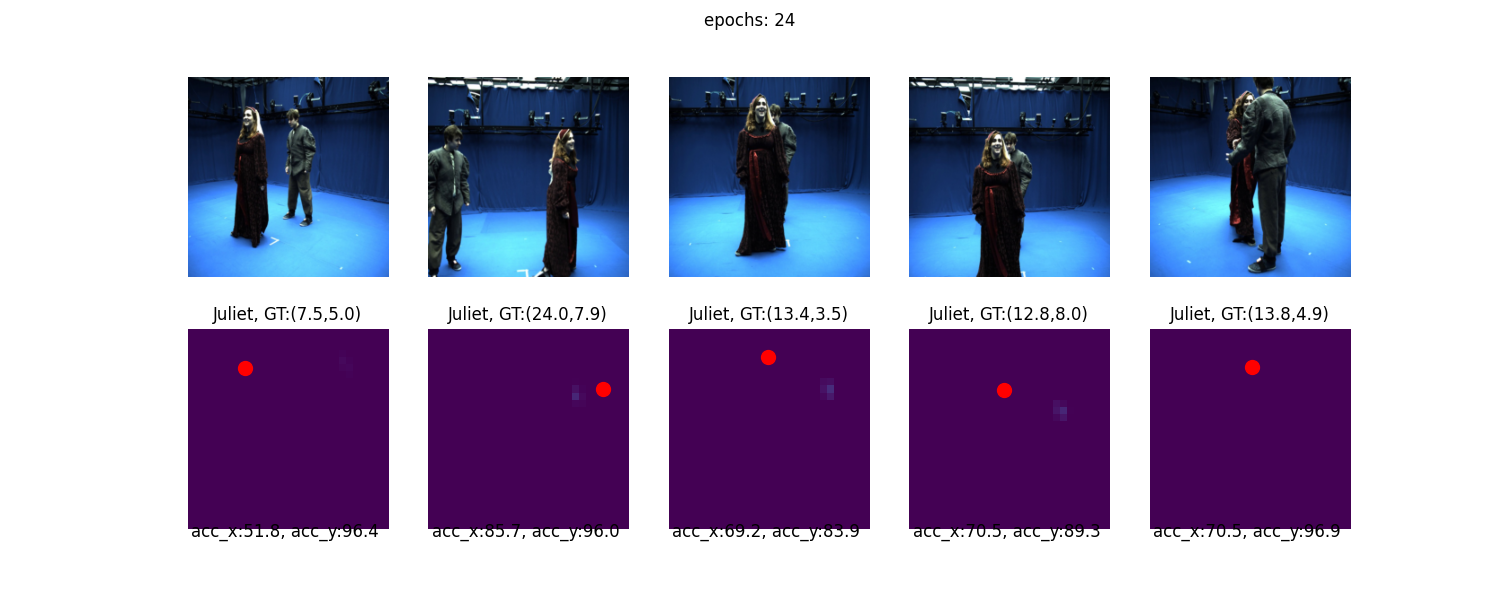 epochs: 24
Juliet, GT:(7.5,5.0)
Juliet, GT:(24.0,7.9)
Juliet, GT:(13.4,3.5)
Juliet, GT:(12.8,8.0)
Juliet, GT:(13.8,4.9)
acc_x:51.8, acc_y:96.4
acc_x:85.7, acc_y:96.0
acc_x:69.2, acc_y:83.9
acc_x:70.5, acc_y:89.3
acc_x:70.5, acc_y:96.9